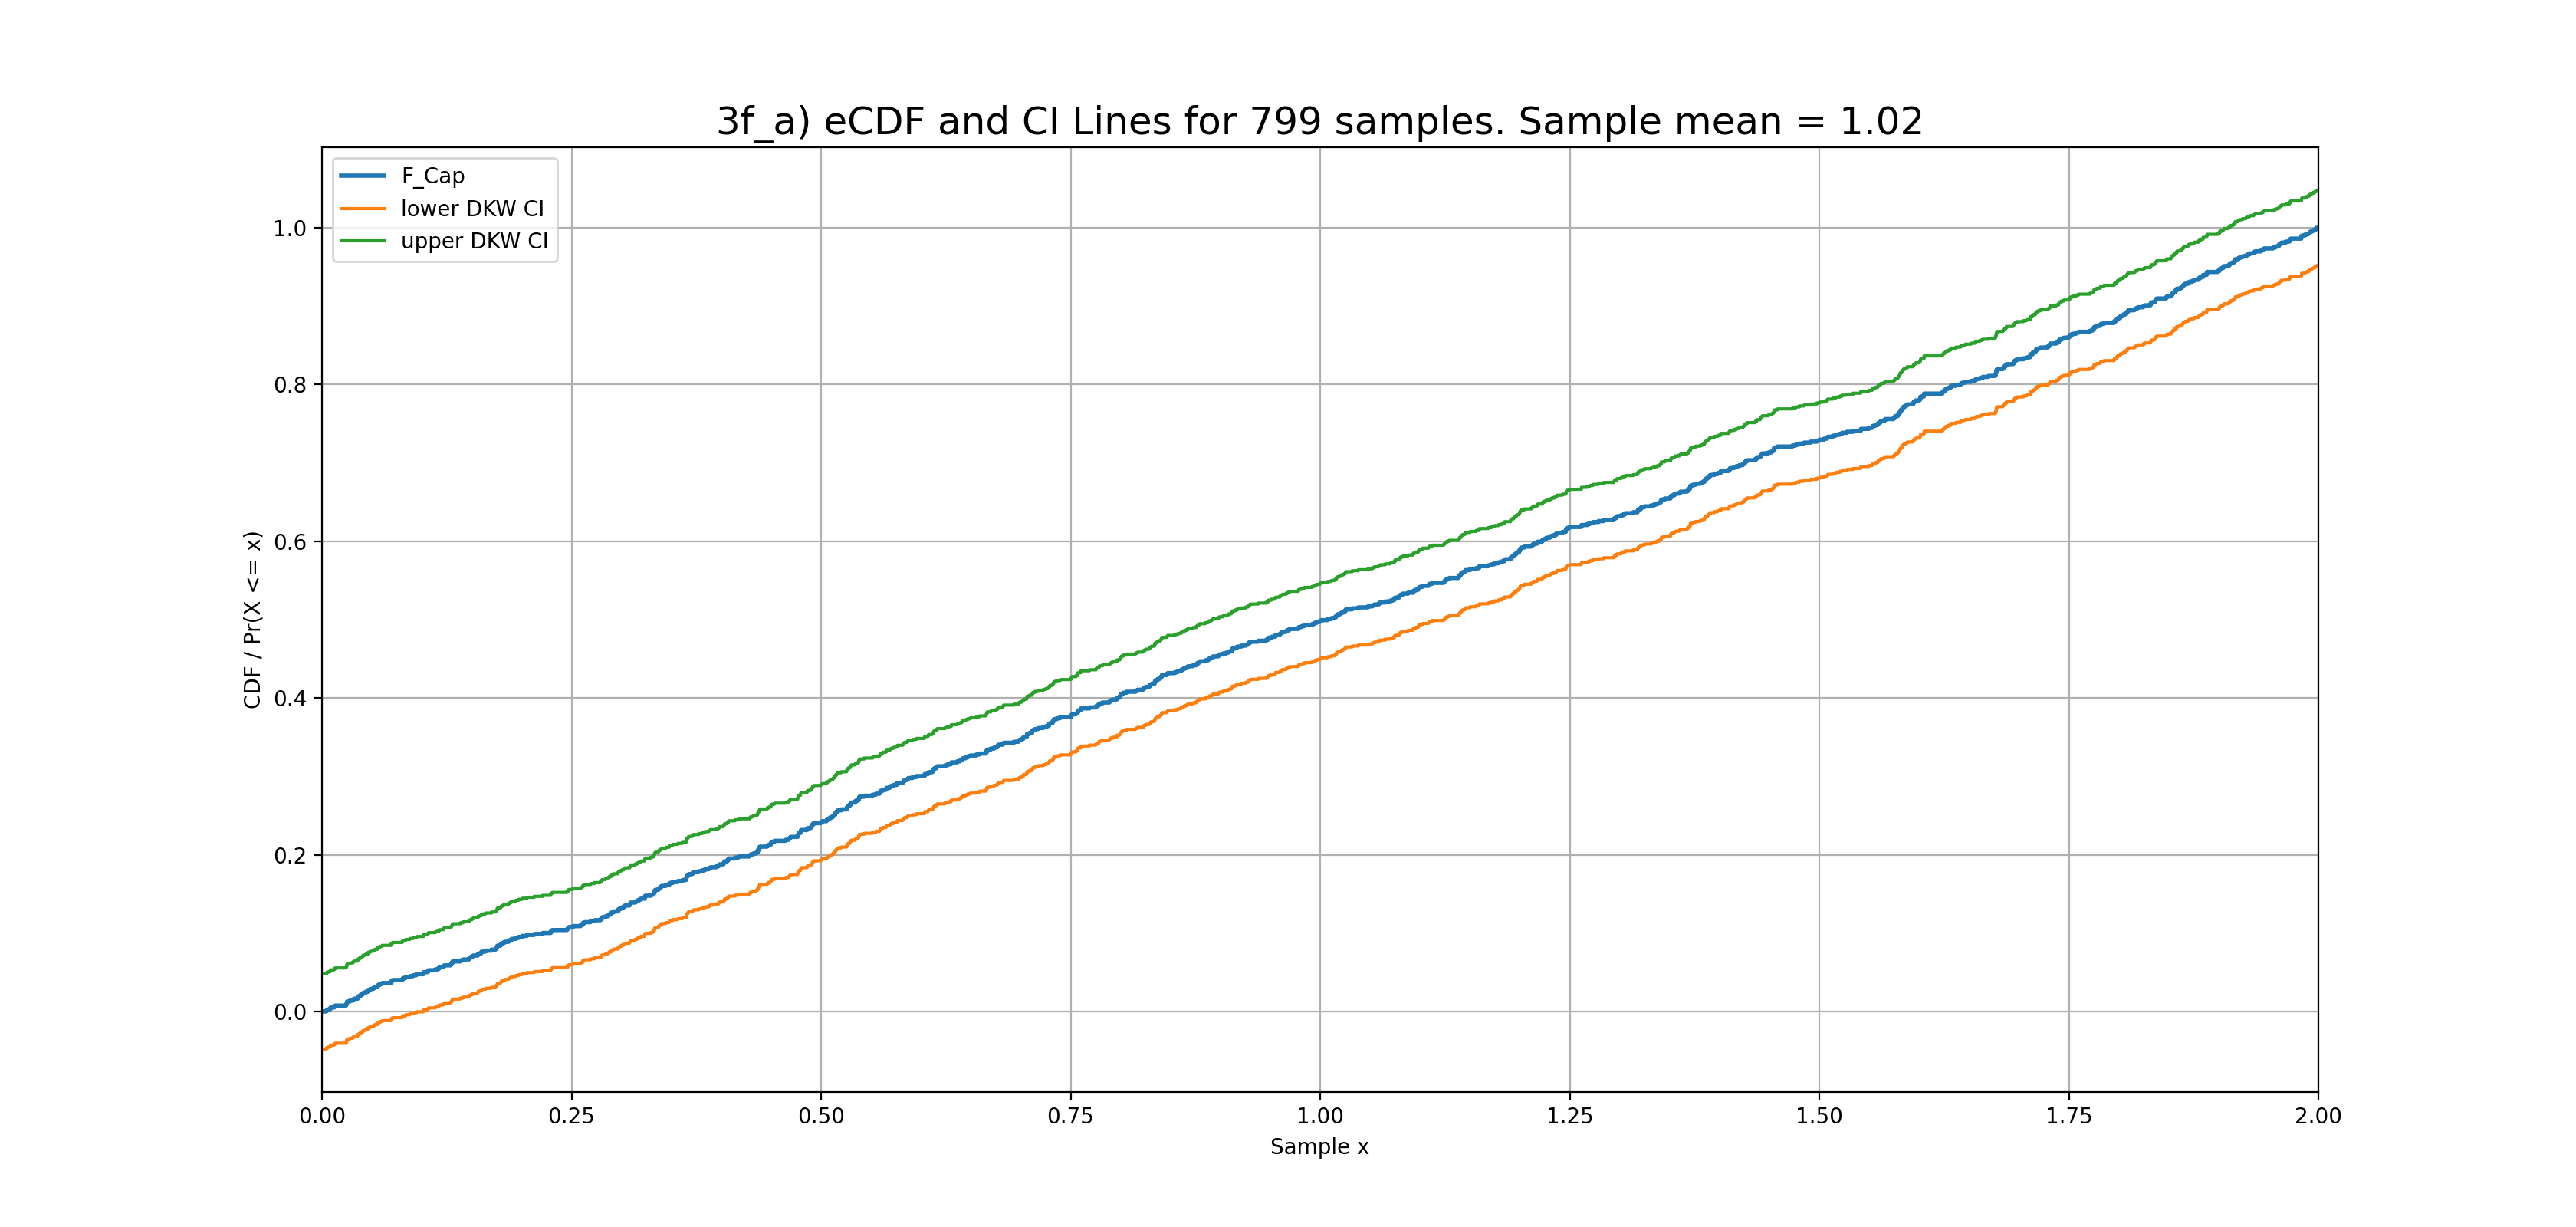 3f_a) eCDF and CI Lines for 799 samples. Sample mean = 1.02
F_Cap
lower DKW CI
upper DKW CI
1.0
0.8
0.6
0.4
0.2
0.0
CDF / Pr(X <= x)
0.00 0.25 0.50 0.75 1.00 1.25 1.50 1.75 2.00
Sample x